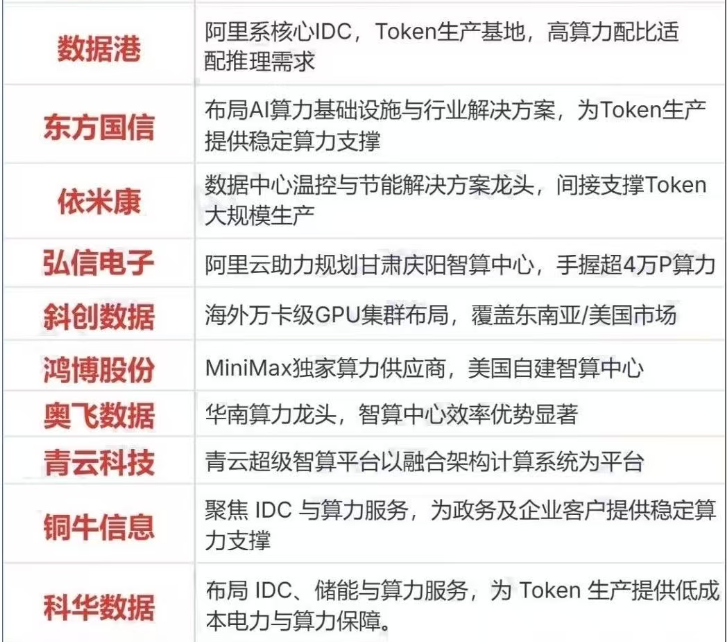 数据港
阿里系核心IDC，Token生产基地，高算力配比适
配推理需求
东方国信
布局AI算力基础设施与行业解决方案，为Token生产
提供稳定算力支撑
依米康
数据中心温控与节能解决方案龙头，间接支撑Token
大规模生产
弘信电子
阿里云助力规划甘肃庆阳智算中心，手握超4万P算力
斜创数据
海外万卡级GPU集群布局，覆盖东南亚/美国市场
鸿博股份
MiniMax独家算力供应商，美国自建智算中心
奥飞数据
华南算力龙头，智算中心效率优势显著
青云科技
青云超级智算平台以融合架构计算系统为平台
铜牛信息
聚焦 IDC 与算力服务，为政务及企业客户提供稳定算
力支撑
科华数据
布局 IDC、储能与算力服务，为 Token 生产提供低成
本电力与算力保障。